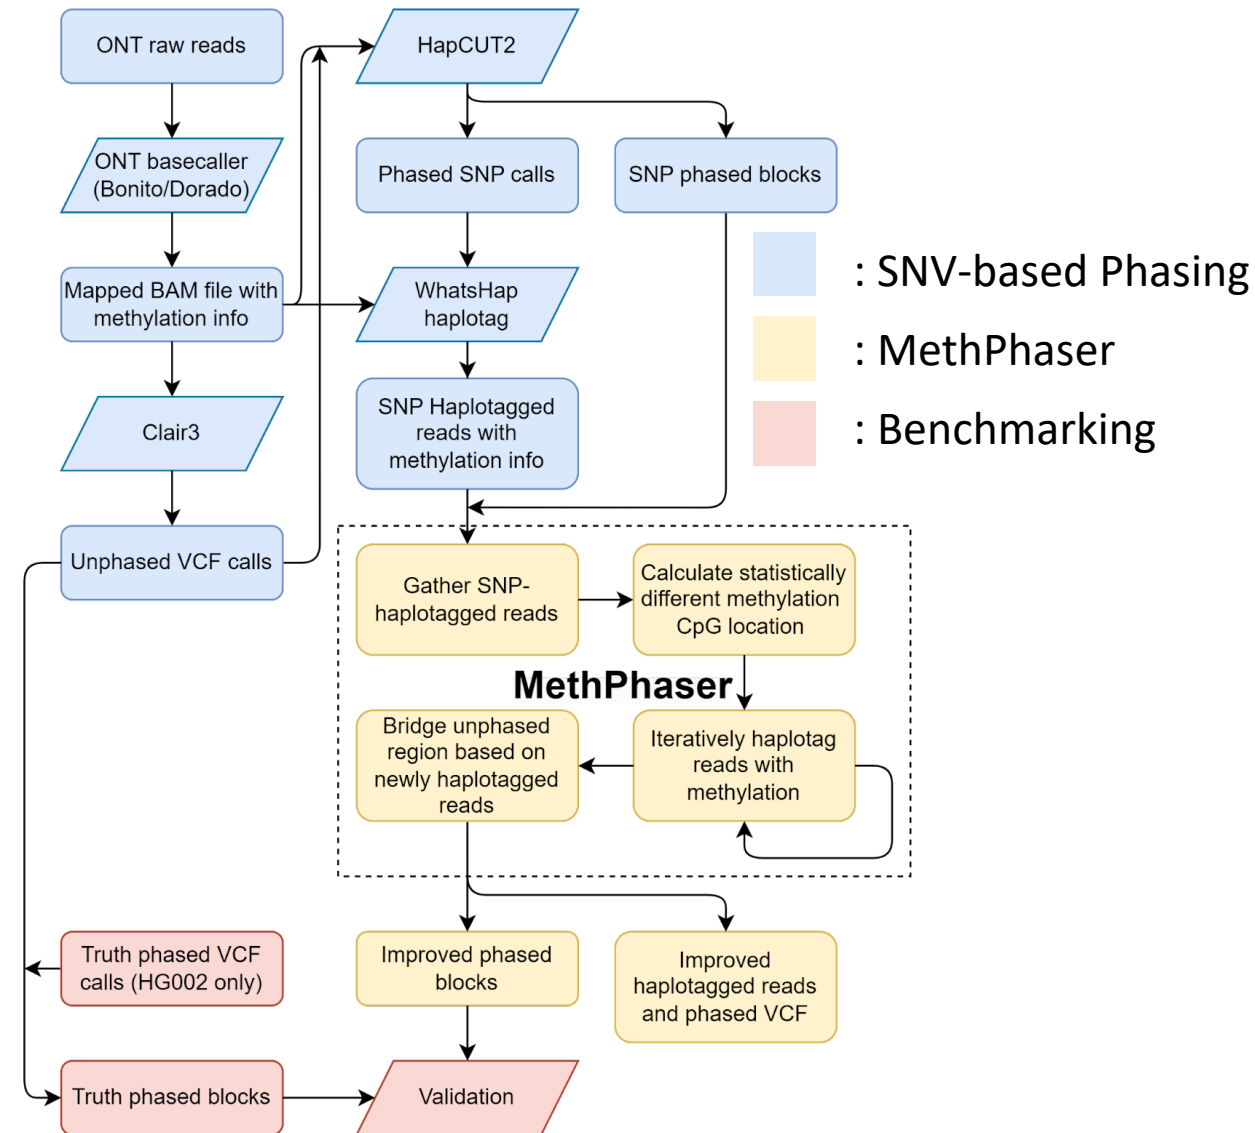 ONT raw reads
HapCUT2
ONT basecaller
(Bonito/Dorado)
Phased SNP calls
SNP phased blocks
Mapped BAM file with
methylation info
WhatsHap
haplotag
: SNV-based Phasing
: MethPhaser
: Benchmarking
Clair3
SNP Haplotagged
reads with
methylation info
Unphased VCF calls
Gather SNP-
haplotagged reads
Calculate statistically
different methylation
CpG location
MethPhaser
Bridge unphased
region based on
newly haplotagged
reads
Iteratively haplotag
reads with
methylation
Truth phased VCF
calls (HG002 only)
Improved phased
blocks
Improved
haplotagged reads
and phased VCF
Truth phased blocks
Validation